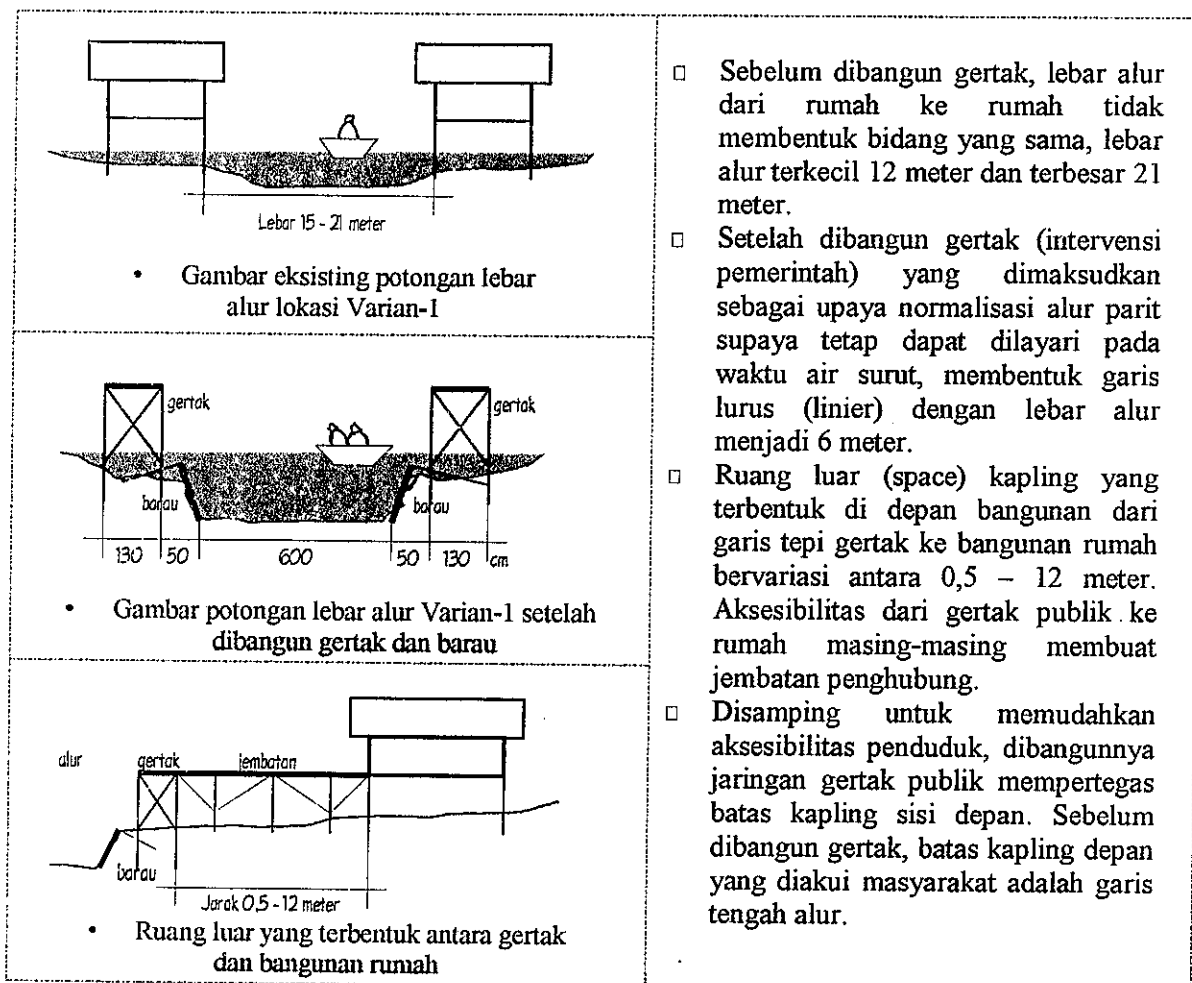 Lebar 15 - 21 meter
• Gambar eksisting potongan lebar
alur lokasi Varian-1
gertak
gertak
barau
barau
130 50 600 50 130 cm
• Gambar potongan lebar alur Varian-1 setelah
dibangun gertak dan barau
alur gertak jembatan
barau
Jarak 0,5 - 12 meter
• Ruang luar yang terbentuk antara gertak
dan bangunan rumah
□ Sebelum dibangun gertak, lebar alur
dari rumah ke rumah tidak
membentuk bidang yang sama, lebar
alur terkecil 12 meter dan terbesar 21
meter.
□ Setelah dibangun gertak (intervensi
pemerintah) yang dimaksudkan
sebagai upaya normalisasi alur parit
supaya tetap dapat dilayari pada
waktu air surut, membentuk garis
lurus (linier) dengan lebar alur
menjadi 6 meter.
□ Ruang luar (space) kapling yang
terbentuk di depan bangunan dari
garis tepi gertak ke bangunan rumah
bervariasi antara 0,5 – 12 meter.
Aksesibilitas dari gertak publik ke
rumah masing-masing membuat
jembatan penghubung.
□ Disamping untuk memudahkan
aksesibilitas penduduk, dibangunnya
jaringan gertak publik mempertegas
batas kapling sisi depan. Sebelum
dibangun gertak, batas kapling depan
yang diakui masyarakat adalah garis
tengah alur.